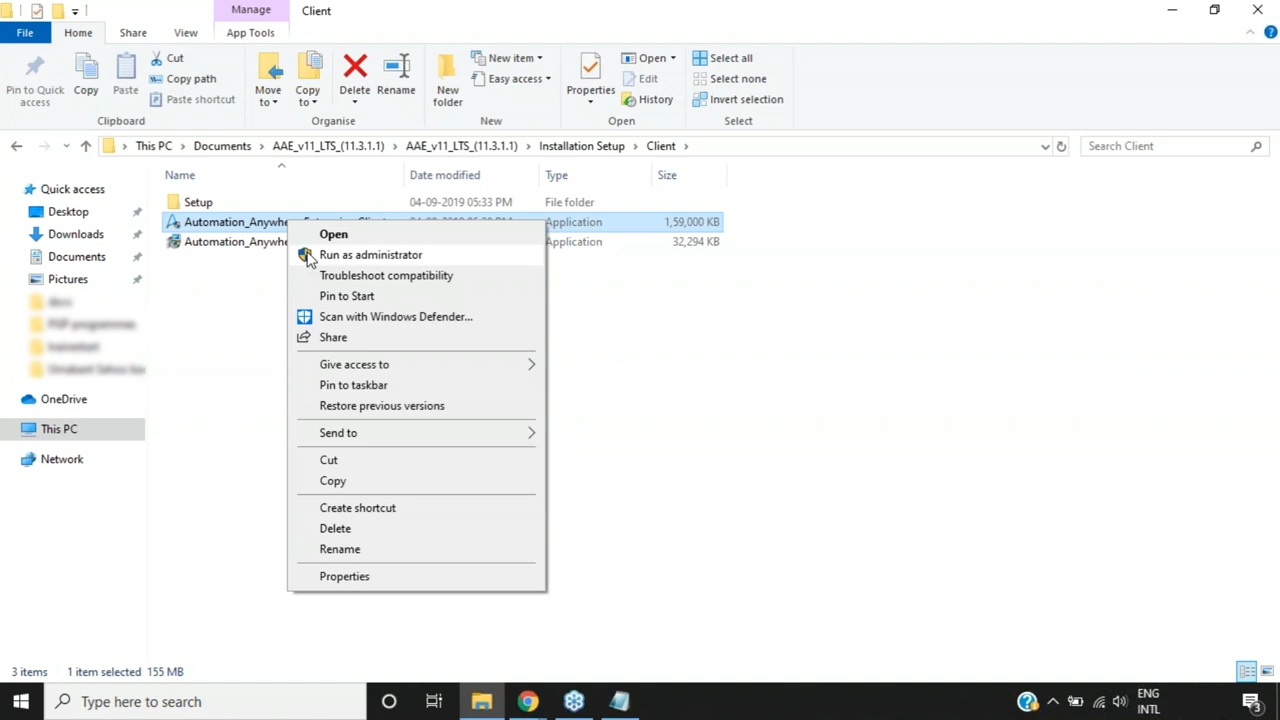 Manage
Client
File
Home
Share
View
App Tools
Pin to Quick access
Copy
Paste
Cut
Copy path
Paste shortcut
Clipboard
Move to
Copy to
Delete
Rename
Organise
New folder
New item
Easy access
New
Properties
Open
Edit
History
Open
Select all
Select none
Invert selection
Select
This PC > Documents > AAE_v11_LTS_(11.3.1.1) > AAE_v11_LTS_(11.3.1.1) > Installation Setup > Client >
Search Client
Name Date modified Type Size
Setup 04-09-2019 05:33 PM File folder
Automation_Anywhe Application 1,59,000 KB
Automation_Anywhe Application 32,294 KB
Quick access
Desktop
Downloads
Documents
Pictures
OneDrive
This PC
Network
Open
Run as administrator
Troubleshoot compatibility
Pin to Start
Scan with Windows Defender...
Share
Give access to
Pin to taskbar
Restore previous versions
Send to
Cut
Copy
Create shortcut
Delete
Rename
Properties
3 items 1 item selected 155 MB
Type here to search
ENG
INTL
3